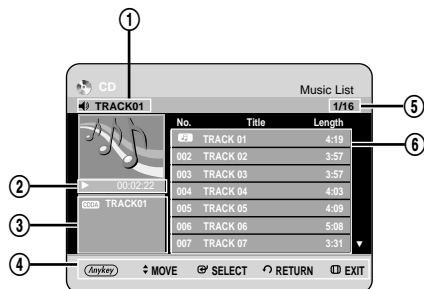 1
CD
Music List
TRACK01
1/16
5
No. Title Length
TRACK 01 4:19
6
002 TRACK 02 3:57
003 TRACK 03 3:57
2
00:02:22
004 TRACK 04 4:03
CDDA TRACK01
005 TRACK 05 4:09
3
006 TRACK 06 5:08
007 TRACK 07 3:31
4
Anykey MOVE SELECT RETURN EXIT